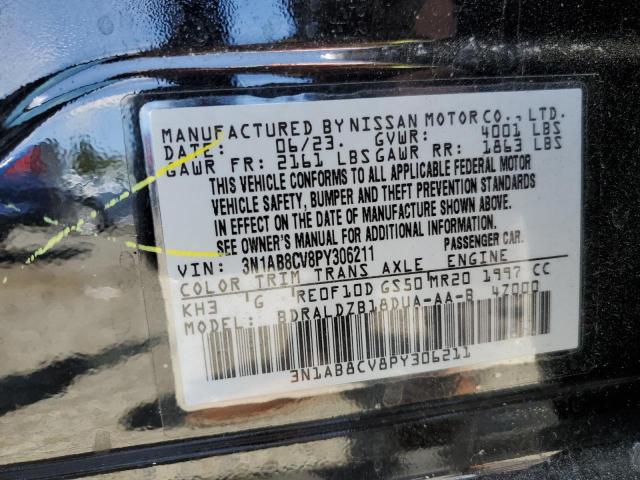 MANUFACTURED BY NISSAN MOTOR CO., LTD.
DATE: 06/23. GVWR: 4001 LBS
GAWR FR: 2161 LBS GAWR RR: 1863 LBS
THIS VEHICLE CONFORMS TO ALL APPLICABLE FEDERAL MOTOR
VEHICLE SAFETY, BUMPER AND THEFT PREVENTION STANDARDS
IN EFFECT ON THE DATE OF MANUFACTURE SHOWN ABOVE.
SEE OWNER'S MANUAL FOR ADDITIONAL INFORMATION.
VIN: 3N1AB8CV8PY306211 PASSENGER CAR.
COLOR TRIM TRANS AXLE ENGINE
KH3 G RE0F10D GS50 MR20 1997 CC
MODEL: BDRALDZB18DUA-AA-B 4Z000
3N1AB8CV8PY306211